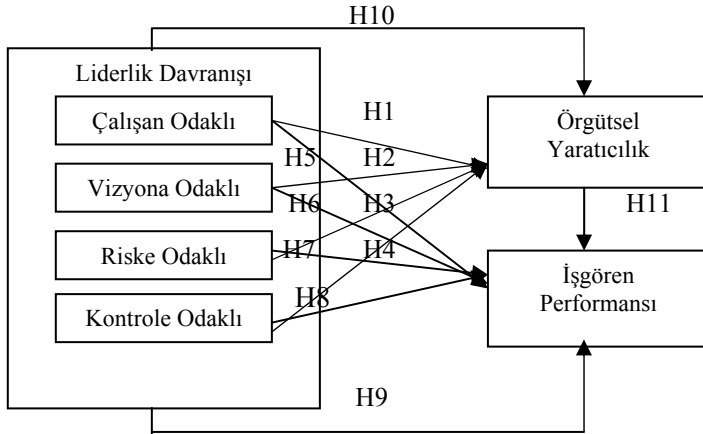 H10
Liderlik Davranışı
Çalışan Odaklı
H1
Örgütsel
Yaratıcılık
H5
H2
Vizyona Odaklı
H6
H3
H11
Riske Odaklı
H7
H4
İşgören
Performansı
Kontrole Odaklı
H8
H9